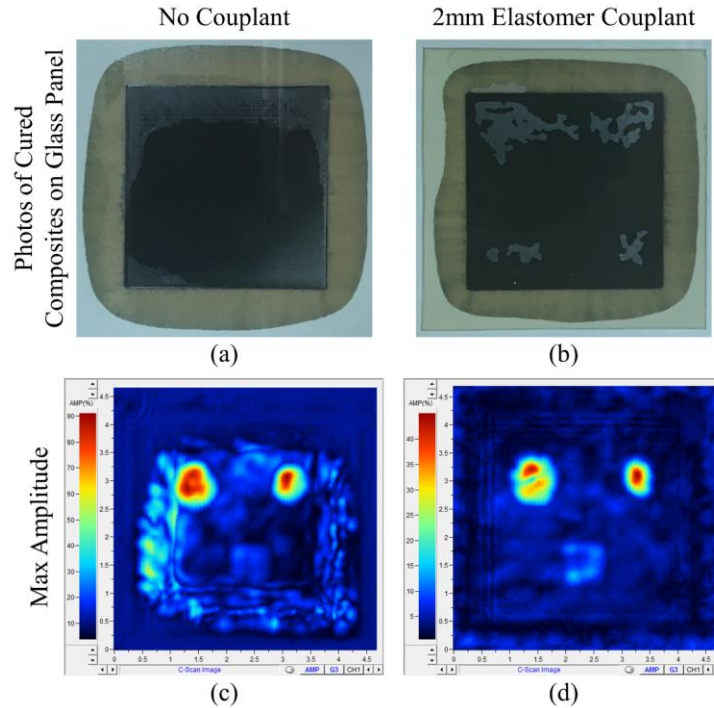 No Couplant
2mm Elastomer Couplant
Photos of Cured
Composites on Glass Panel
(a)
(b)
Max Amplitude
AMP(%)
90
80
70
60
50
40
30
20
10
4.5
4
3.5
3
2.5
2
1.5
1
0.5
0
0 0.5 1 1.5 2 2.5 3 3.5 4 4.5
C-Scan Image
AMP G3 CH1
AMP(%)
40
35
30
25
20
15
10
5
4.5
4
3.5
3
2.5
2
1.5
1
0.5
0
0 0.5 1 1.5 2 2.5 3 3.5 4 4.5
C-Scan Image
AMP G3 CH1
(c)
(d)